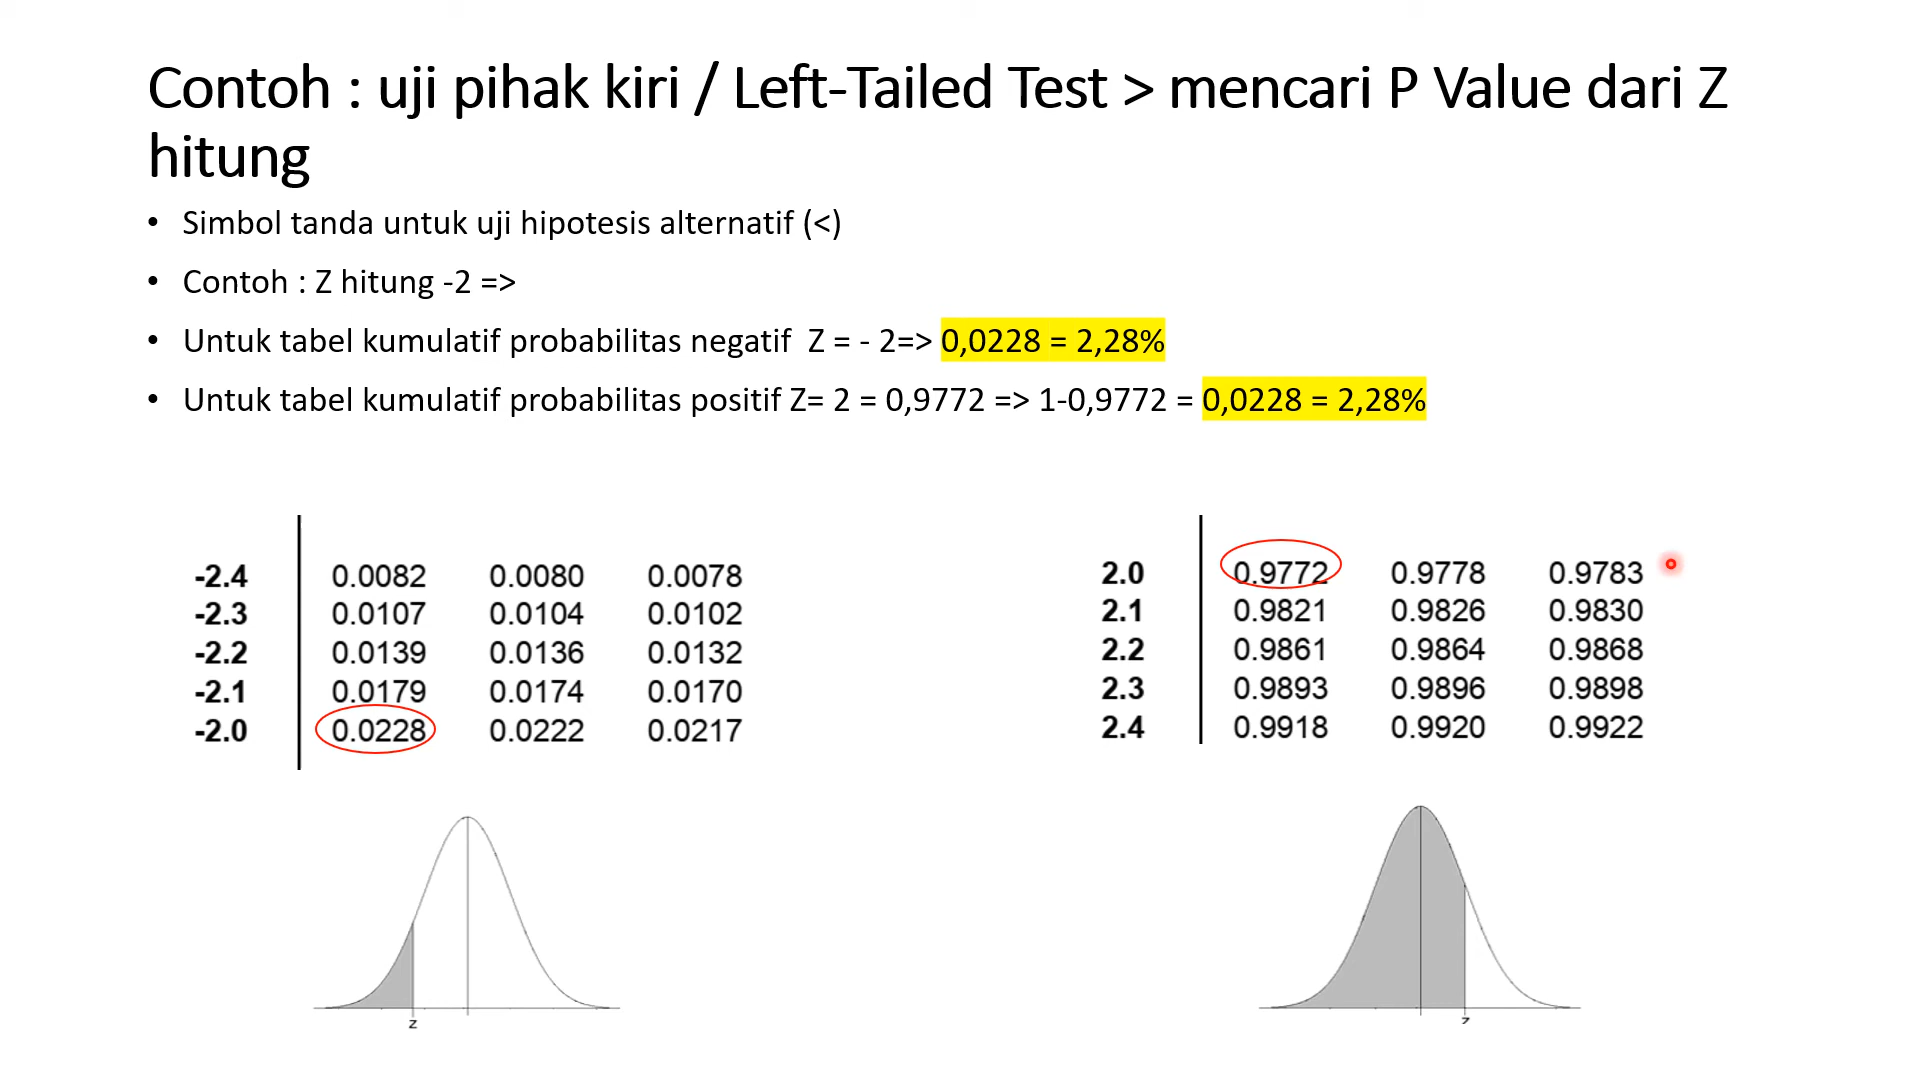 Contoh : uji pihak kiri / Left-Tailed Test > mencari P Value dari Z
hitung
• Simbol tanda untuk uji hipotesis alternatif (<)
• Contoh : Z hitung -2 =>
• Untuk tabel kumulatif probabilitas negatif  Z = - 2=> 0,0228 = 2,28%
• Untuk tabel kumulatif probabilitas positif Z= 2 = 0,9772 => 1-0,9772 = 0,0228 = 2,28%
-2.4 0.0082 0.0080 0.0078
-2.3 0.0107 0.0104 0.0102
-2.2 0.0139 0.0136 0.0132
-2.1 0.0179 0.0174 0.0170
-2.0 0.0228 0.0222 0.0217
z
2.0 0.9772 0.9778 0.9783
2.1 0.9821 0.9826 0.9830
2.2 0.9861 0.9864 0.9868
2.3 0.9893 0.9896 0.9898
2.4 0.9918 0.9920 0.9922
z